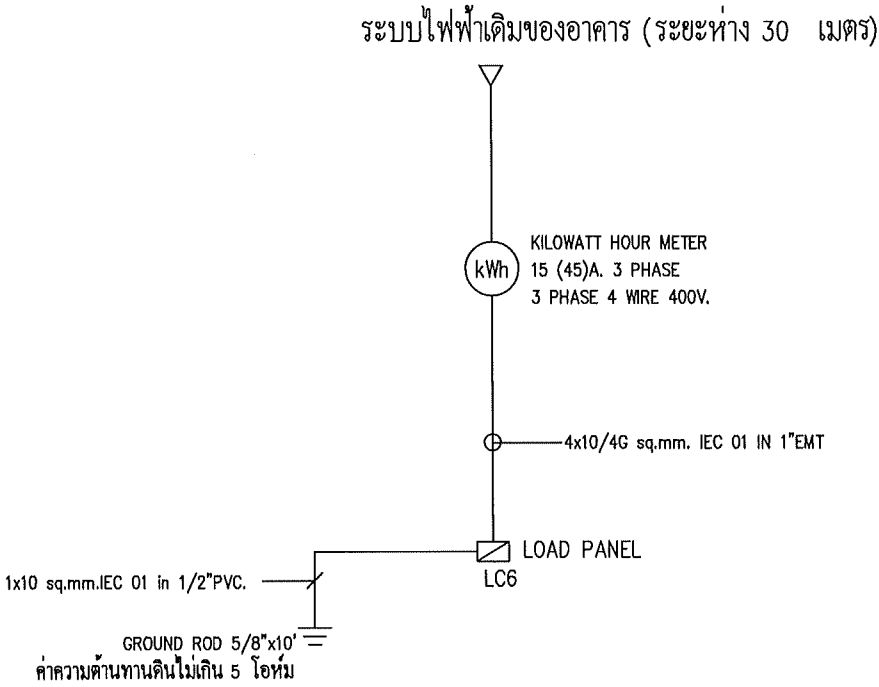 ระบบไฟฟ้าเดิมของอาคาร (ระยะห่าง 30 เมตร)
KILOWATT HOUR METER
kWh
15 (45)A. 3 PHASE
3 PHASE 4 WIRE 400V.
4x10/4G sq.mm. IEC 01 IN 1"EMT
LOAD PANEL
LC6
1x10 sq.mm.IEC 01 in 1/2"PVC.
GROUND ROD 5/8"x10'
ค่าความต้านทานดินไม่เกิน 5 โอห์ม